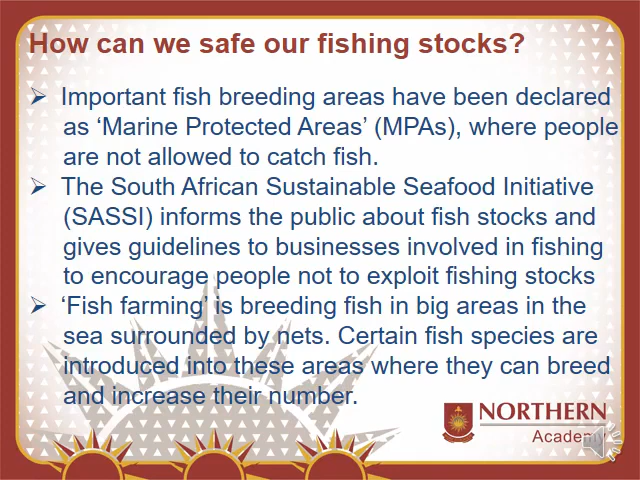 How can we safe our fishing stocks?
➢ Important fish breeding areas have been declared
as ‘Marine Protected Areas’ (MPAs), where people
are not allowed to catch fish.
➢ The South African Sustainable Seafood Initiative
(SASSI) informs the public about fish stocks and
gives guidelines to businesses involved in fishing
to encourage people not to exploit fishing stocks
➢ ‘Fish farming’ is breeding fish in big areas in the
sea surrounded by nets. Certain fish species are
introduced into these areas where they can breed
and increase their number.
NORTHERN
Academy